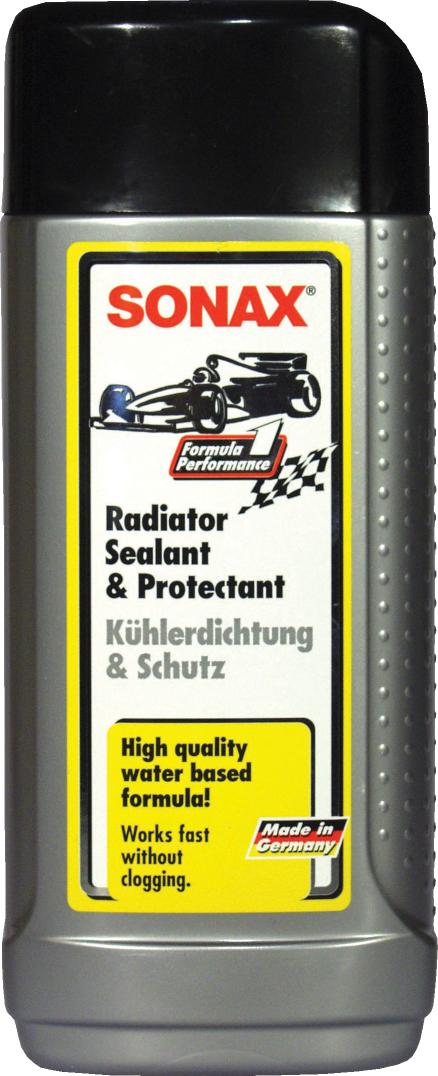 SONAX®
Formula 1
Performance
Radiator
Sealant
& Protectant
Kühlerdichtung
& Schutz
High quality
water based
formula!
Works fast
without
clogging.
Made in
Germany